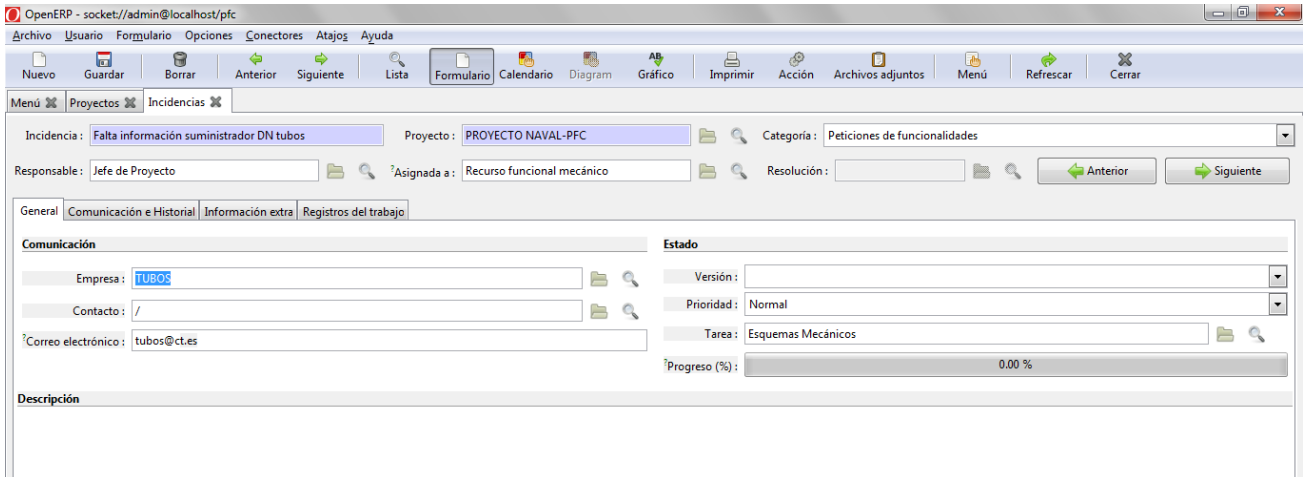 OpenERP - socket://admin@localhost/pfc
Archivo Usuario Formulario Opciones Conectores Atajos Ayuda
Nuevo Guardar Borrar Anterior Siguiente Lista Formulario Calendario Diagram Gráfico Imprimir Acción Archivos adjuntos Menú Refrescar Cerrar
Menú Proyectos Incidencias
Incidencia : Falta información suministrador DN tubos Proyecto : PROYECTO NAVAL-PFC Categoría : Peticiones de funcionalidades
Responsable : Jefe de Proyecto ?Asignada a : Recurso funcional mecánico Resolución : Anterior Siguiente
General Comunicación e Historial Información extra Registros del trabajo
Comunicación Estado
Empresa : TUBOS Versión :
Contacto : / Prioridad : Normal
?Correo electrónico : tubos@ct.es Tarea : Esquemas Mecánicos
?Progreso (%) : 0.00 %
Descripción